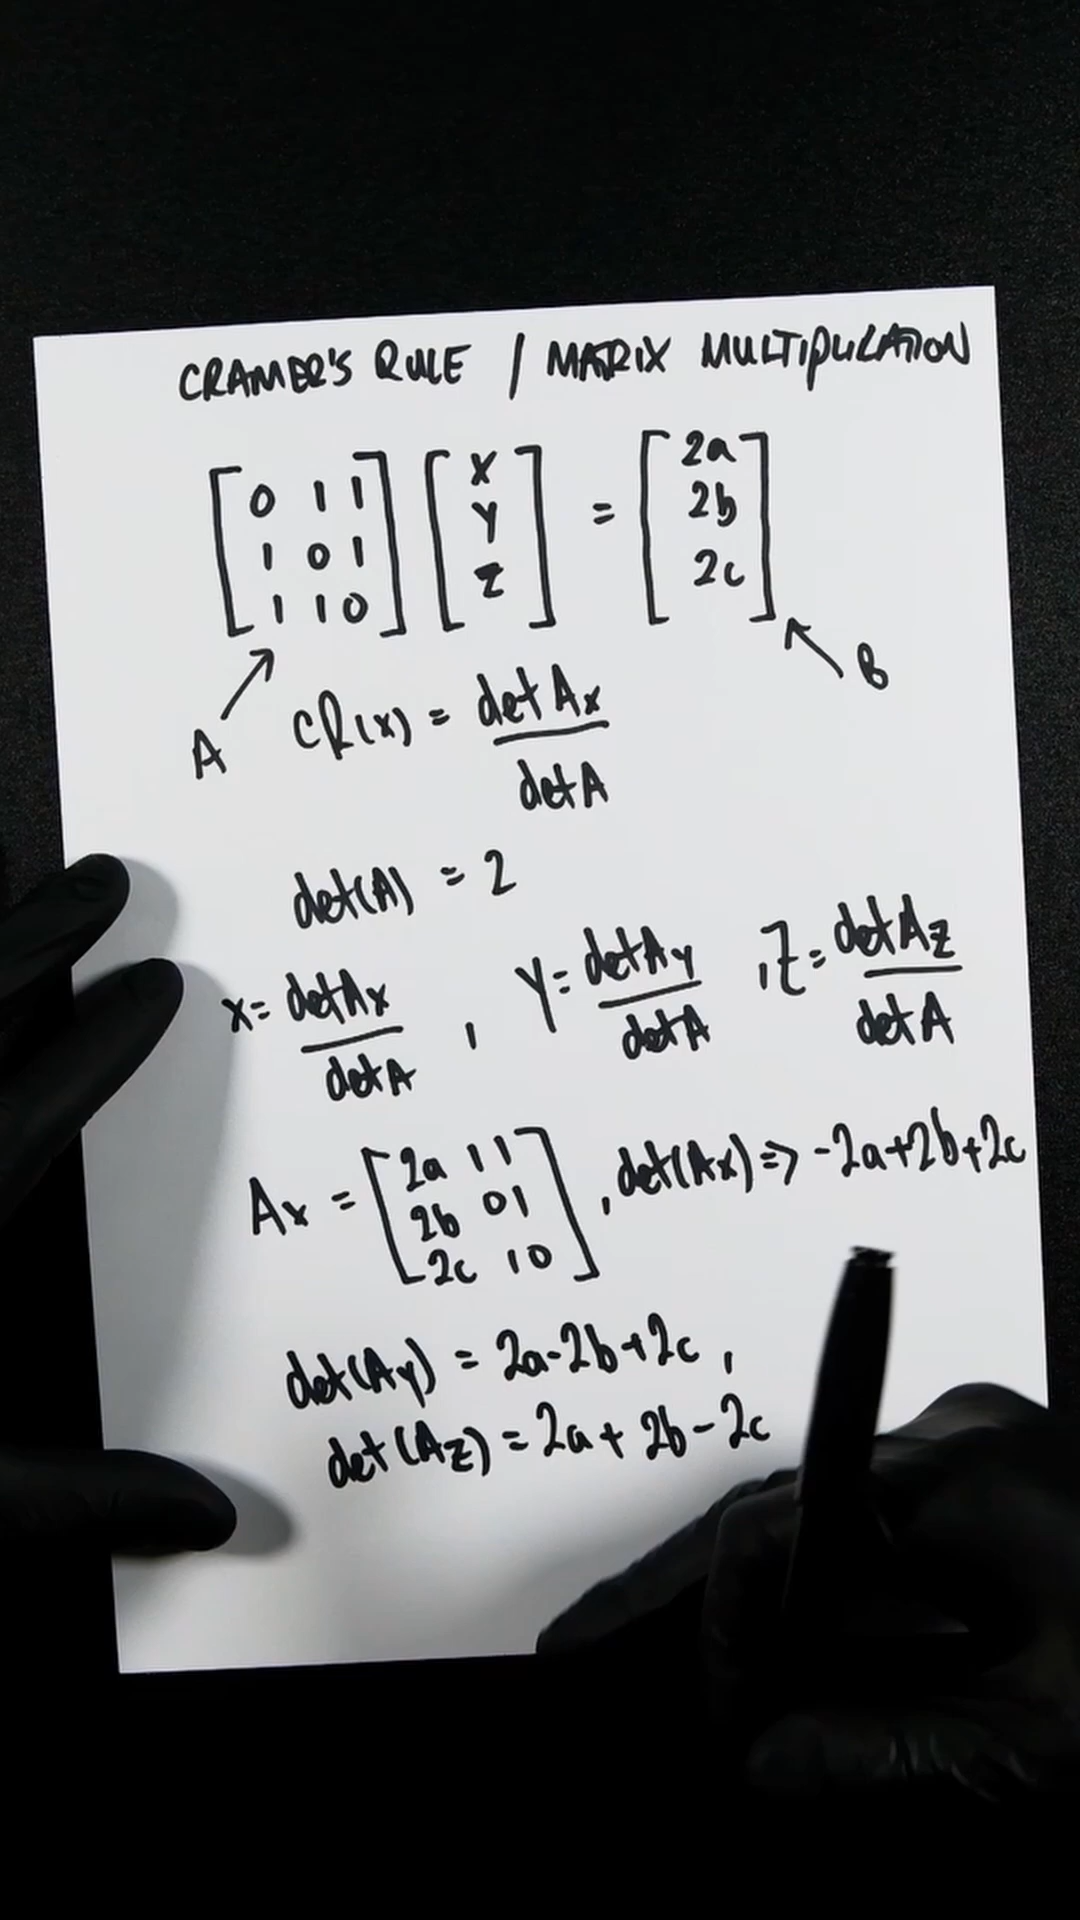 CRAMER'S RULE / MATRIX MULTIPLICATION
[0 1 1; 1 0 1; 1 1 0] [x; y; z] = [2a; 2b; 2c]
A
B
CR(x) = det Ax / det A
det(A) = 2
x = det Ax / det A , y = det Ay / det A , z = det Az / det A
Ax = [2a 1 1; 2b 0 1; 2c 1 0] , det(Ax) => -2a+2b+2c
det(Ay) = 2a-2b+2c ,
det(Az) = 2a+2b-2c